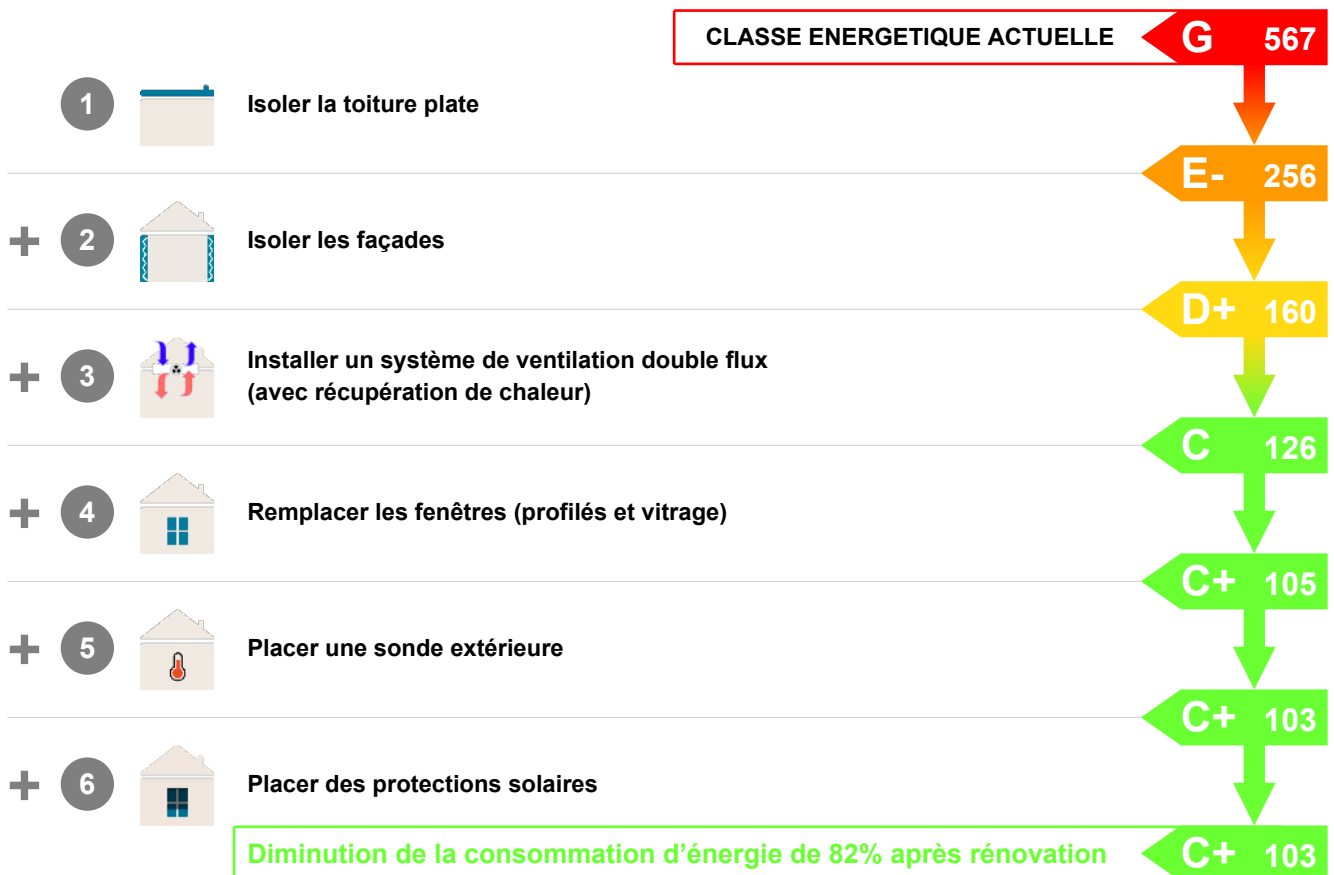 CLASSE ENERGETIQUE ACTUELLE G 567
1 Isoler la toiture plate
E- 256
+ 2 Isoler les façades
D+ 160
+ 3 Installer un système de ventilation double flux
(avec récupération de chaleur)
C 126
+ 4 Remplacer les fenêtres (profilés et vitrage)
C+ 105
+ 5 Placer une sonde extérieure
C+ 103
+ 6 Placer des protections solaires
Diminution de la consommation d’énergie de 82% après rénovation C+ 103